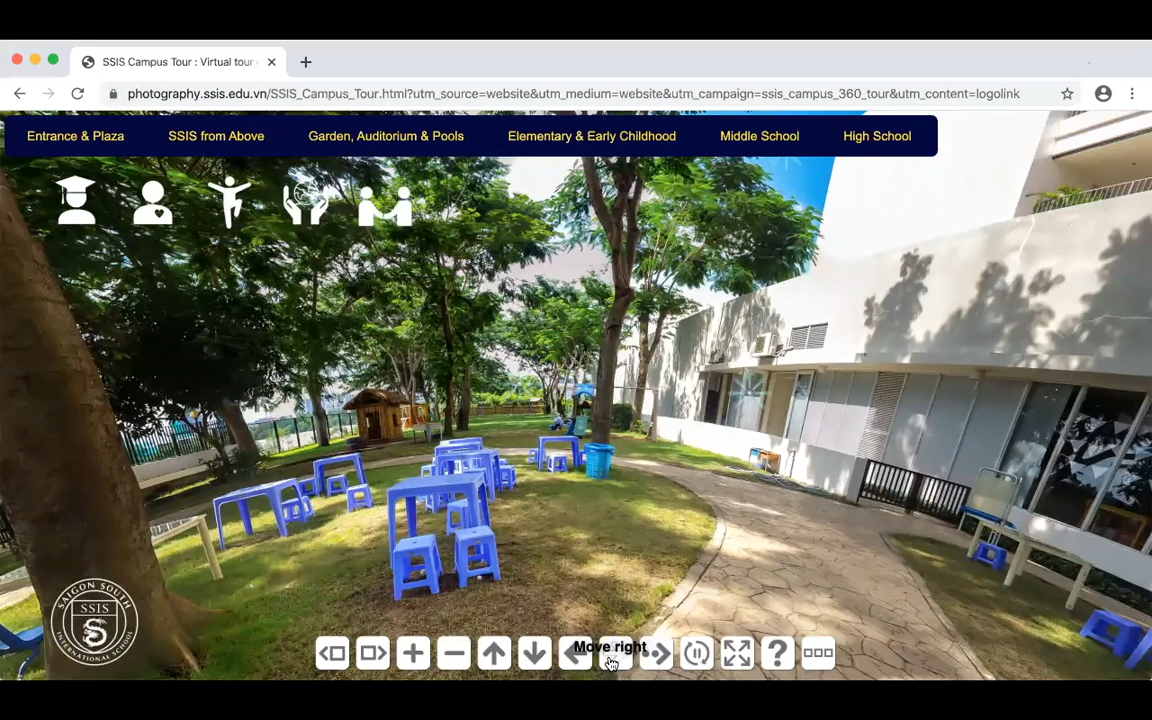 SSIS Campus Tour : Virtual tour
photography.ssis.edu.vn/SSIS_Campus_Tour.html?utm_source=website&utm_medium=website&utm_campaign=ssis_campus_360_tour&utm_content=logolink
Entrance & Plaza SSIS from Above Garden, Auditorium & Pools Elementary & Early Childhood Middle School High School
SAIGON SOUTH
SSIS
INTERNATIONAL SCHOOL
Move right
?